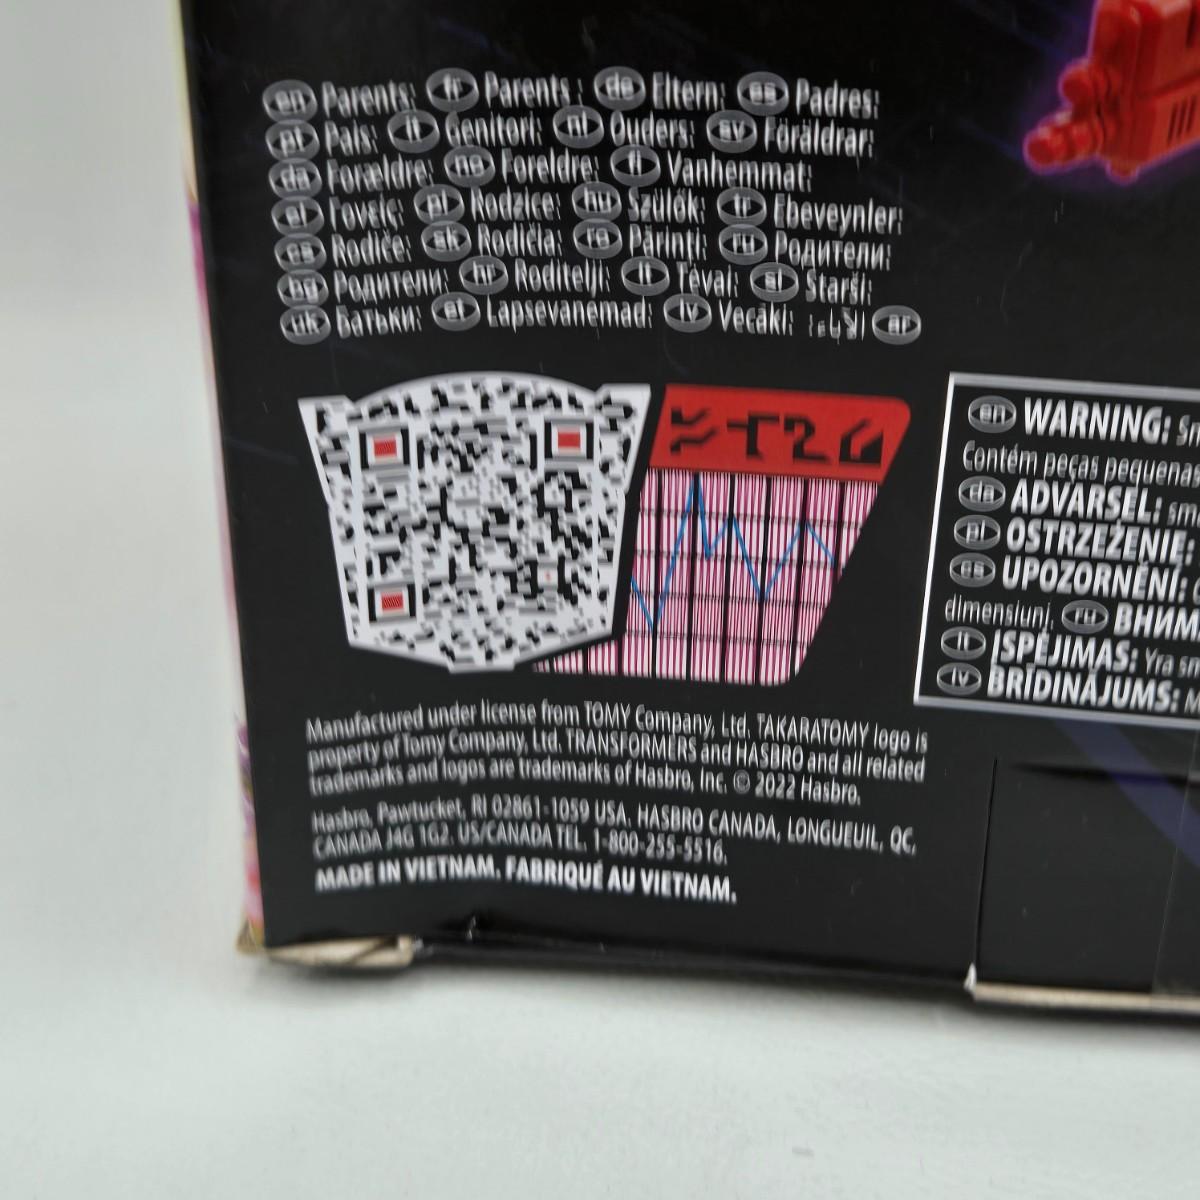 en Parents: fr Parents : de Eltern: es Padres:
pt Pais: it Genitori: nl Ouders: sv Föräldrar:
da Forældre: no Foreldre: fi Vanhemmat:
el Γονείς: pl Rodzice: hu Szülők: tr Ebeveynler:
cs Rodiče: sk Rodičia: ro Părinţi: ru Родители:
bg Родители: hr Roditelji: lt Tėvai: sl Starši:
uk Батьки: et Lapsevanemad: lv Vecāki: الآباء: ar
en WARNING:
Contém peças pequenas
da ADVARSEL:
pl OSTRZEŻENIE:
cs UPOZORNĚNÍ:
dimensiuni. ru
lt ĮSPĖJIMAS: Yra
lv BRĪDINĀJUMS:
Manufactured under license from TOMY Company, Ltd. TAKARATOMY logo is
property of Tomy Company, Ltd. TRANSFORMERS and HASBRO and all related
trademarks and logos are trademarks of Hasbro, Inc. © 2022 Hasbro.
Hasbro, Pawtucket, RI 02861-1059 USA. HASBRO CANADA, LONGUEUIL, QC,
CANADA J4G 1G2. US/CANADA TEL. 1-800-255-5516.
MADE IN VIETNAM. FABRIQUÉ AU VIETNAM.